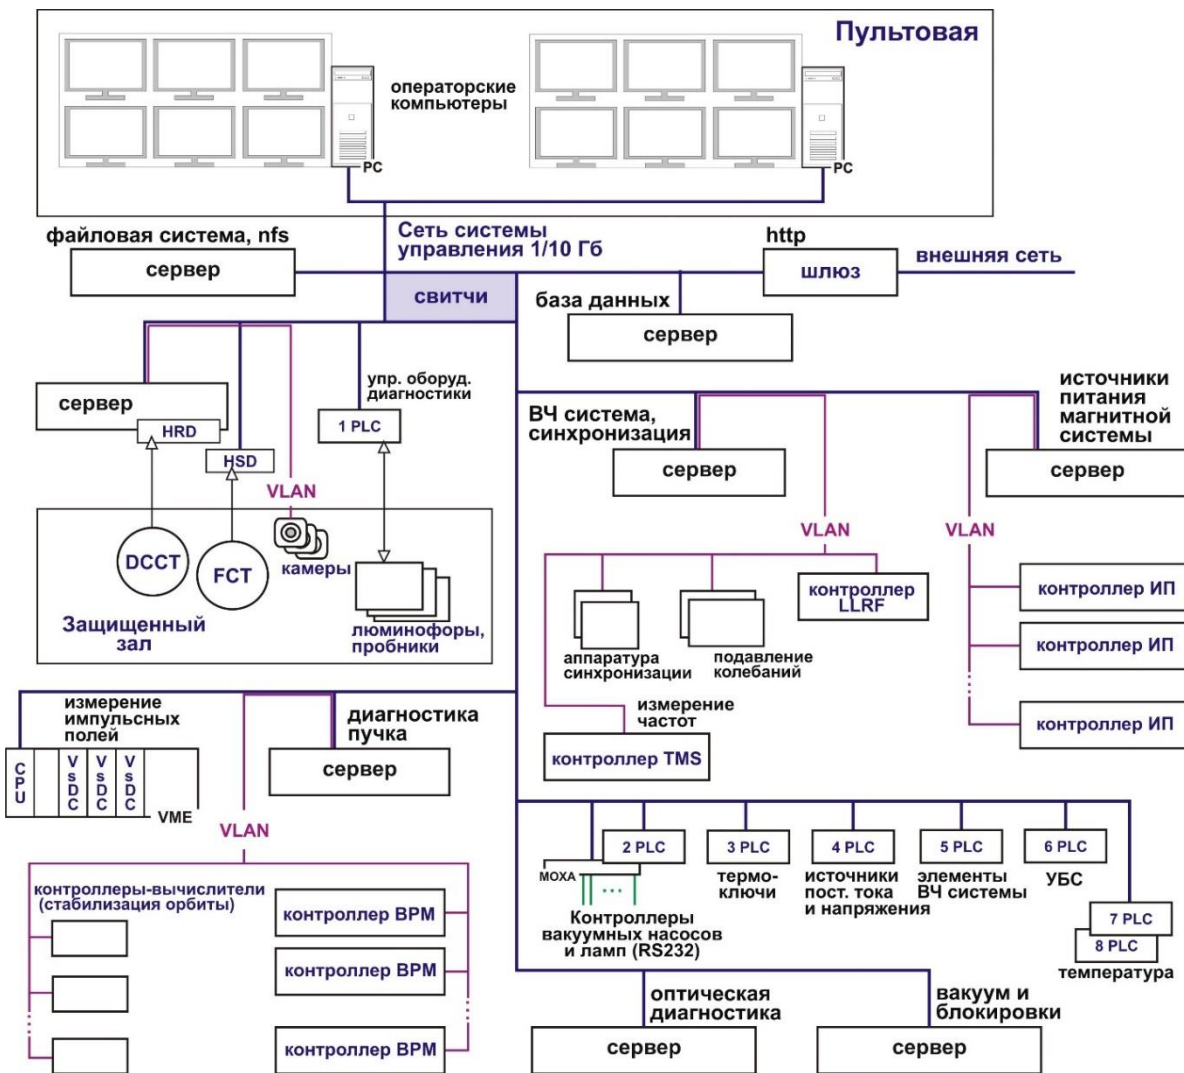 Пультовая
операторские
компьютеры
PC
PC
файловая система, nfs
сервер
Сеть системы
управления 1/10 Гб
http
шлюз
внешняя сеть
свитчи
база данных
сервер
сервер
HRD
HSD
упр. оборуд.
диагностики
1 PLC
VLAN
DCCT
FCT
камеры
Защищенный
зал
люминофоры,
пробники
ВЧ система,
синхронизация
сервер
источники
питания
магнитной
системы
сервер
VLAN
VLAN
контроллер
LLRF
аппаратура
синхронизации
подавление
колебаний
измерение
частот
контроллер TMS
контроллер ИП
контроллер ИП
...
контроллер ИП
измерение
импульсных
полей
CPU
VsDC
VsDC
VsDC
VME
диагностика
пучка
сервер
VLAN
контроллеры-вычислители
(стабилизация орбиты)
...
контроллер BPM
контроллер BPM
...
контроллер BPM
2 PLC
MOXA
...
Контроллеры
вакуумных насосов
и ламп (RS232)
3 PLC
термо-
ключи
4 PLC
источники
пост. тока
и напряжения
5 PLC
элементы
ВЧ системы
6 PLC
УБС
7 PLC
8 PLC
температура
оптическая
диагностика
сервер
вакуум и
блокировки
сервер